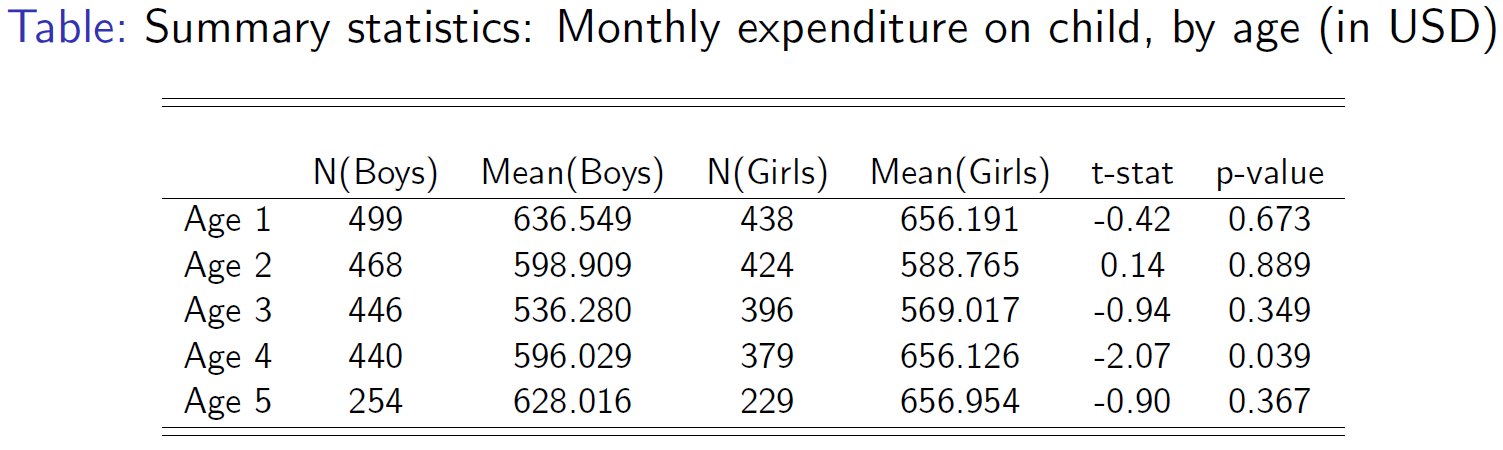 Table: Summary statistics: Monthly expenditure on child, by age (in USD)
N(Boys) Mean(Boys) N(Girls) Mean(Girls) t-stat p-value
Age 1 499 636.549 438 656.191 -0.42 0.673
Age 2 468 598.909 424 588.765 0.14 0.889
Age 3 446 536.280 396 569.017 -0.94 0.349
Age 4 440 596.029 379 656.126 -2.07 0.039
Age 5 254 628.016 229 656.954 -0.90 0.367